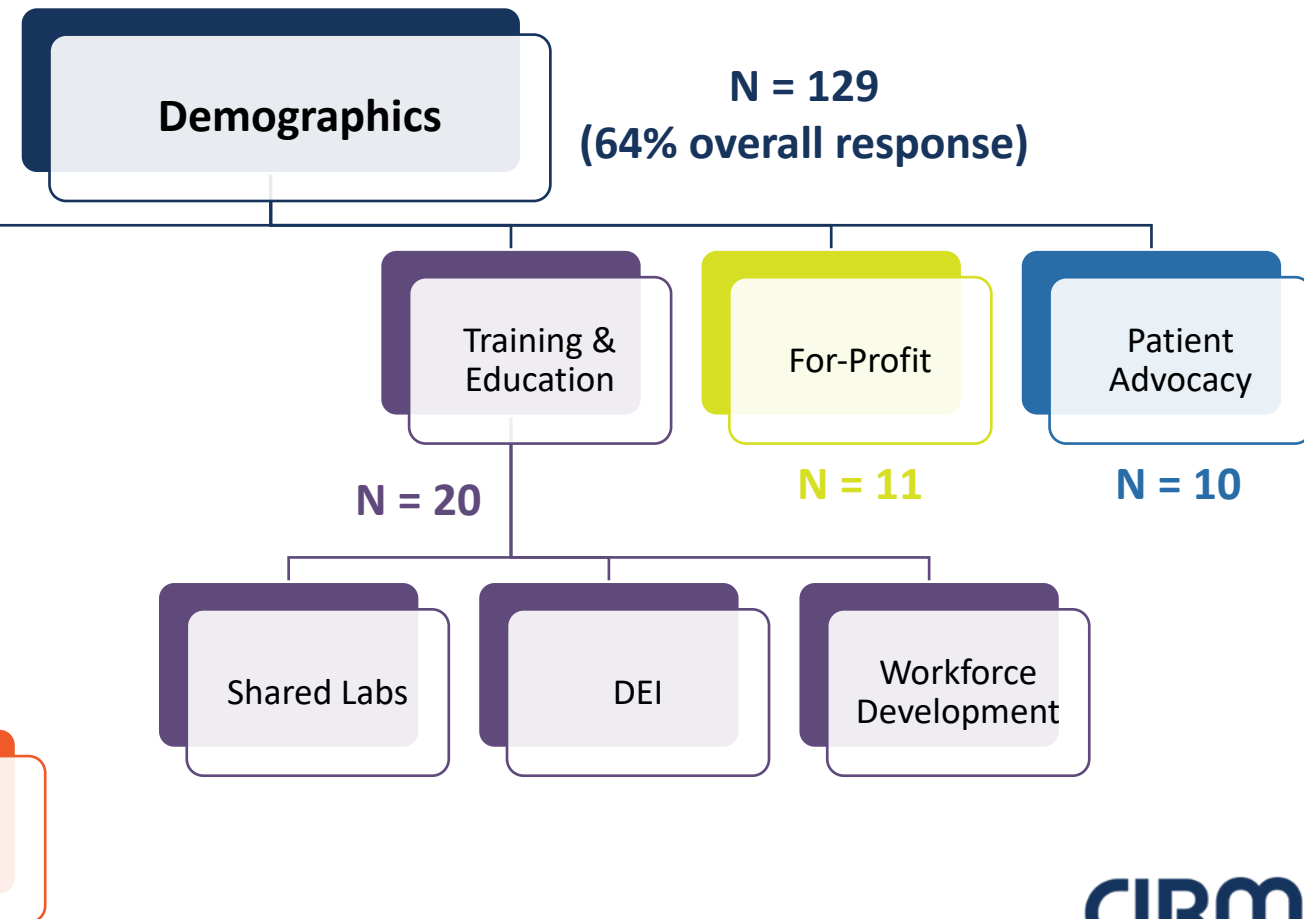 Demographics
N = 129
(64% overall response)
Training &
Education
For-Profit
Patient
Advocacy
N = 20
N = 11
N = 10
Shared Labs
DEI
Workforce
Development
CIRM